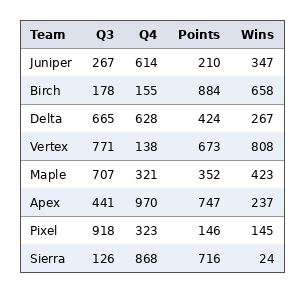 Team Q3 Q4 Points Wins
Juniper 267 614 210 347
Birch 178 155 884 658
Delta 665 628 424 267
Vertex 771 138 673 808
Maple 707 321 352 423
Apex 441 970 747 237
Pixel 918 323 146 145
Sierra 126 868 716 24